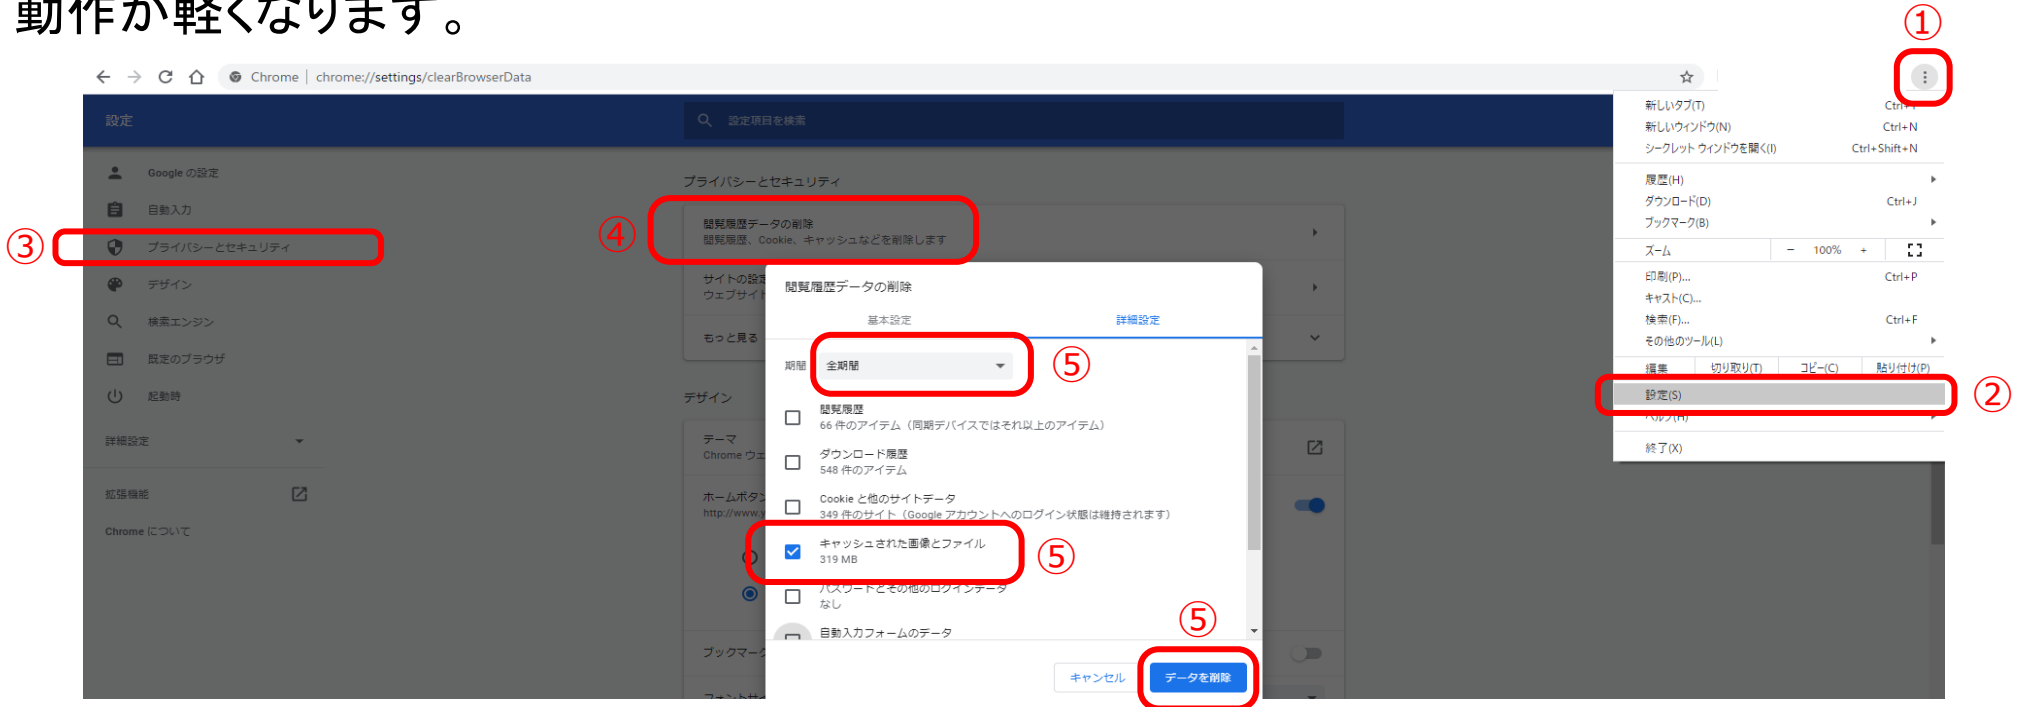 動作が軽くなります。
①
Chrome | chrome://settings/clearBrowserData
設定
設定項目を検索
Google の設定
自動入力
③
プライバシーとセキュリティ
デザイン
検索エンジン
既定のブラウザ
起動時
詳細設定
拡張機能
Chrome について
プライバシーとセキュリティ
④
閲覧履歴データの削除
閲覧履歴、Cookie、キャッシュなどを削除します
サイトの設定
ウェブサイト
もっと見る
デザイン
テーマ
Chrome ウェ
ホームボタン
http://www.y
ブックマーク
フォントサイ
閲覧履歴データの削除
基本設定 詳細設定
期間 全期間
⑤
閲覧履歴
66 件のアイテム（同期デバイスではそれ以上のアイテム）
ダウンロード履歴
548 件のアイテム
Cookie と他のサイトデータ
349 件のサイト（Google アカウントへのログイン状態は維持されます）
キャッシュされた画像とファイル
319 MB
⑤
パスワードとその他のログインデータ
なし
自動入力フォームのデータ
⑤
キャンセル データを削除
新しいタブ(T) Ctrl+T
新しいウィンドウ(N) Ctrl+N
シークレット ウィンドウを開く(I) Ctrl+Shift+N
履歴(H)
ダウンロード(D) Ctrl+J
ブックマーク(B)
ズーム − 100% +
印刷(P)... Ctrl+P
キャスト(C)...
検索(F)... Ctrl+F
その他のツール(L)
編集 切り取り(T) コピー(C) 貼り付け(P)
設定(S)
②
ヘルプ(H)
終了(X)